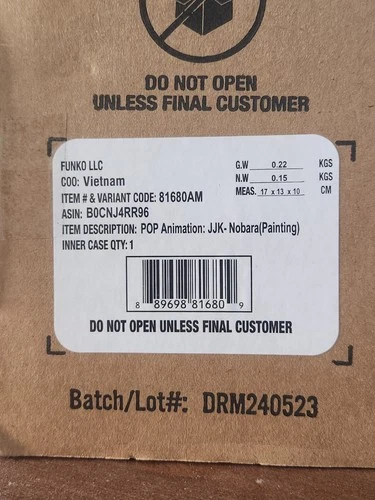 DO NOT OPEN
UNLESS FINAL CUSTOMER
FUNKO LLC
COO: Vietnam
ITEM # & VARIANT CODE: 81680AM
ASIN: B0CNJ4RR96
ITEM DESCRIPTION: POP Animation: JJK- Nobara(Painting)
INNER CASE QTY: 1
G.W 0.22 KGS
N.W 0.15 KGS
MEAS. 17 x 13 x 10 CM
8 89698 81680 9
DO NOT OPEN UNLESS FINAL CUSTOMER
Batch/Lot#: DRM240523